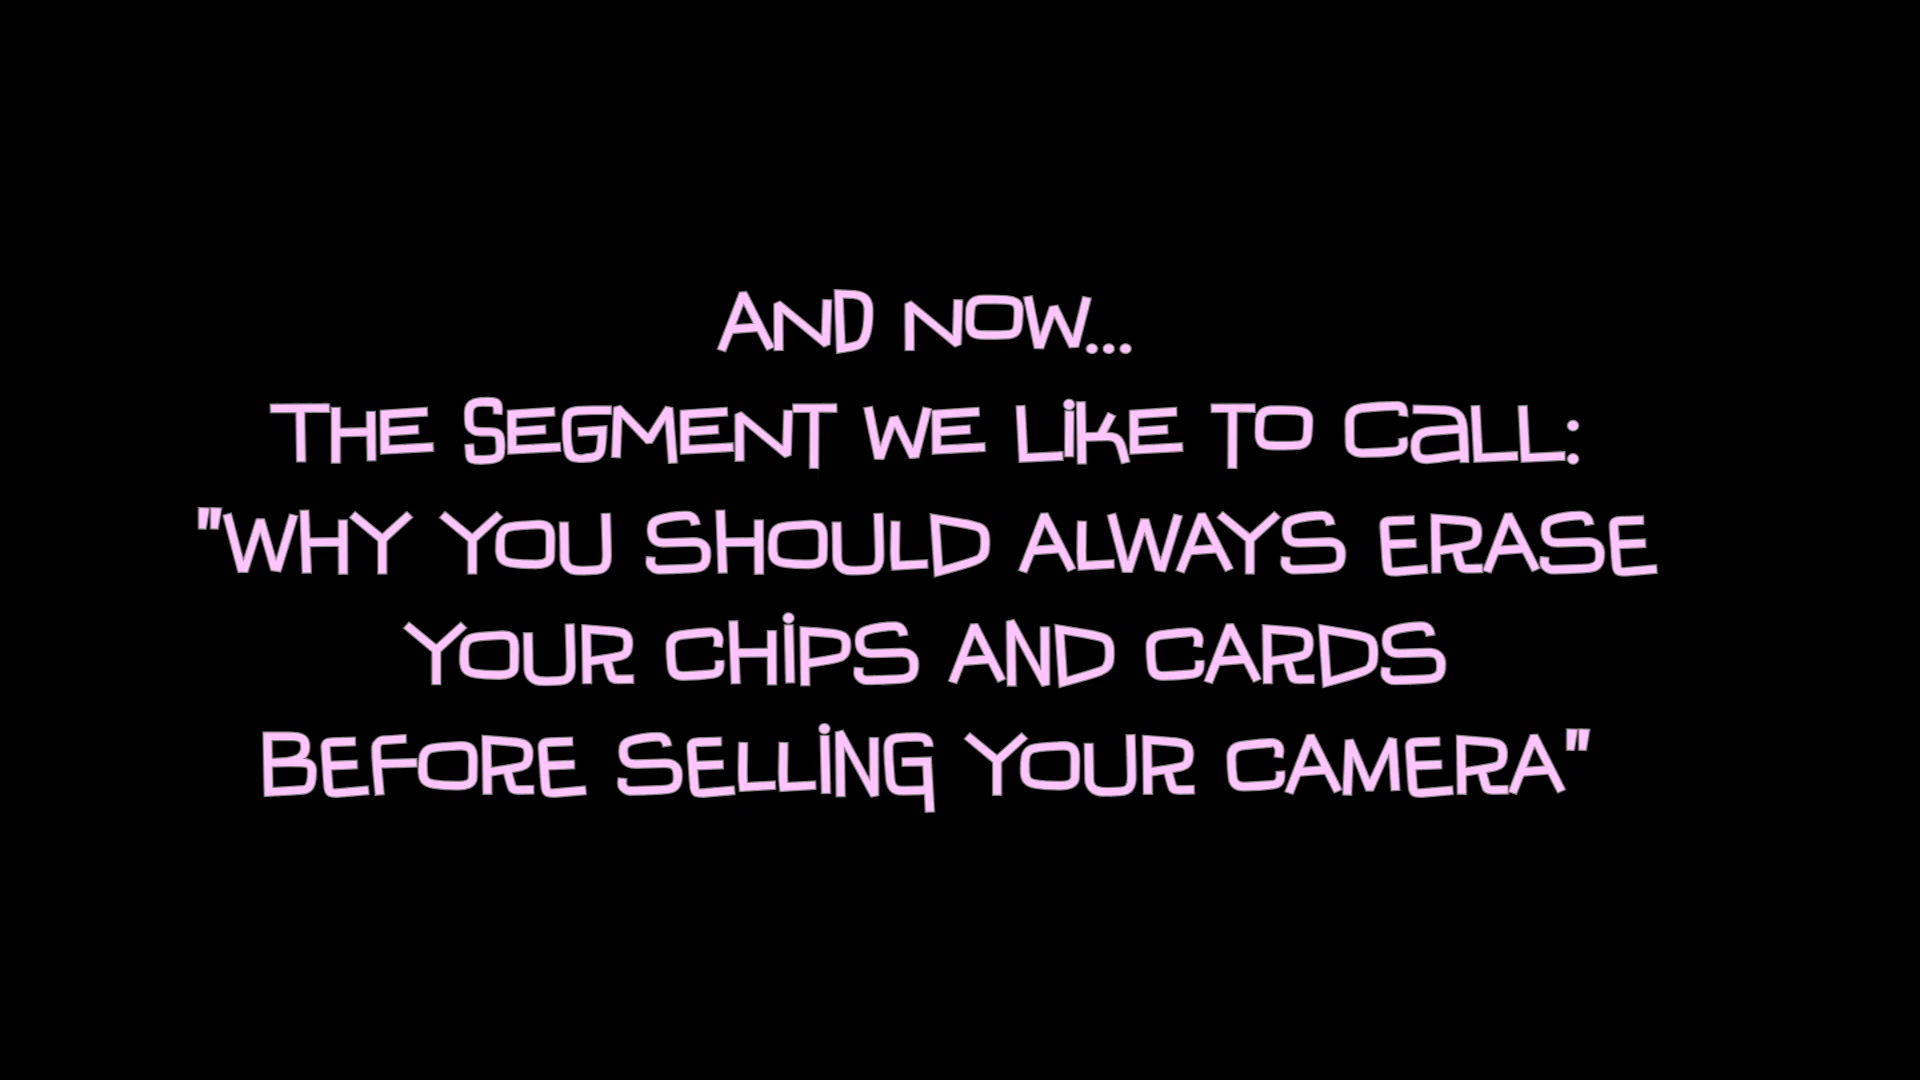 AND NOW...
THE SEGMENT WE LIKE TO CALL:
"WHY YOU SHOULD ALWAYS ERASE
YOUR CHIPS AND CARDS
BEFORE SELLING YOUR CAMERA"